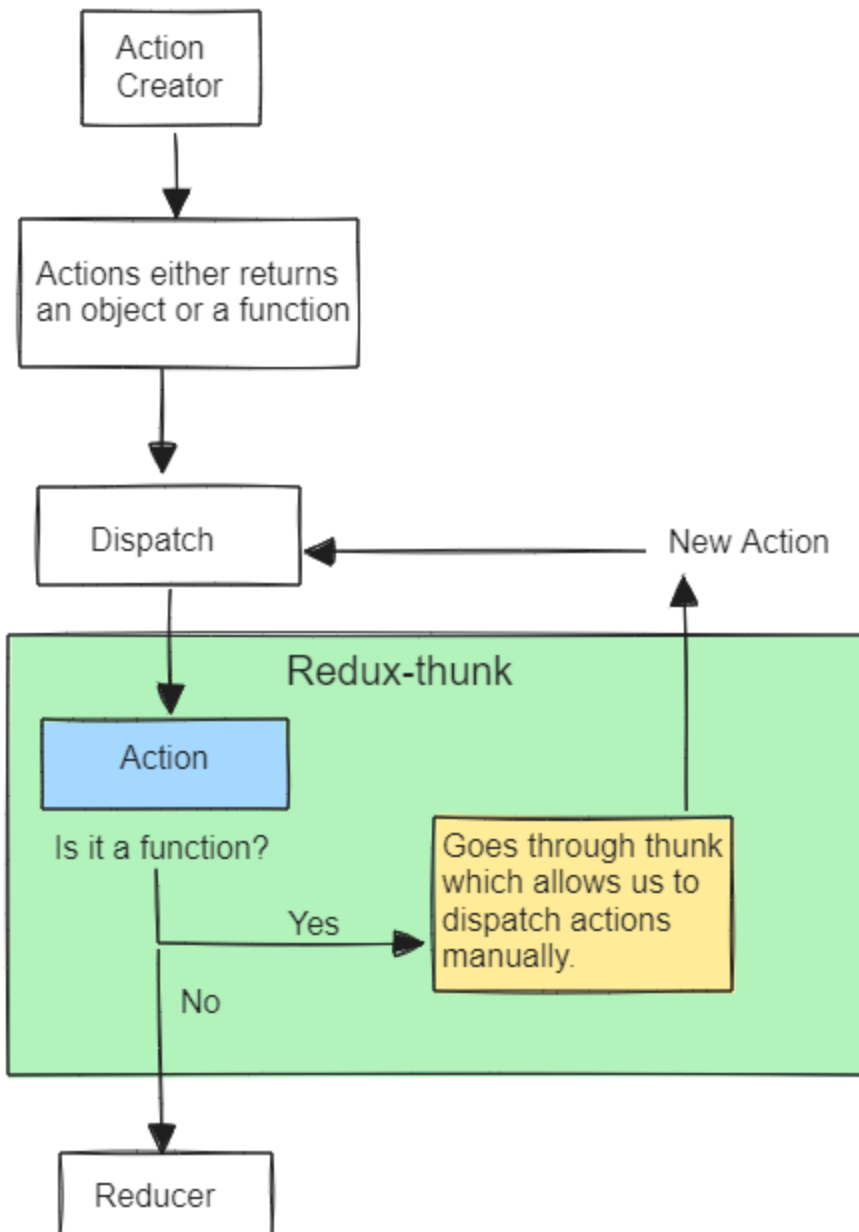 Action
Creator
Actions either returns
an object or a function
Dispatch
New Action
Redux-thunk
Action
Is it a function?
Goes through thunk
which allows us to
dispatch actions
manually.
Yes
No
Reducer